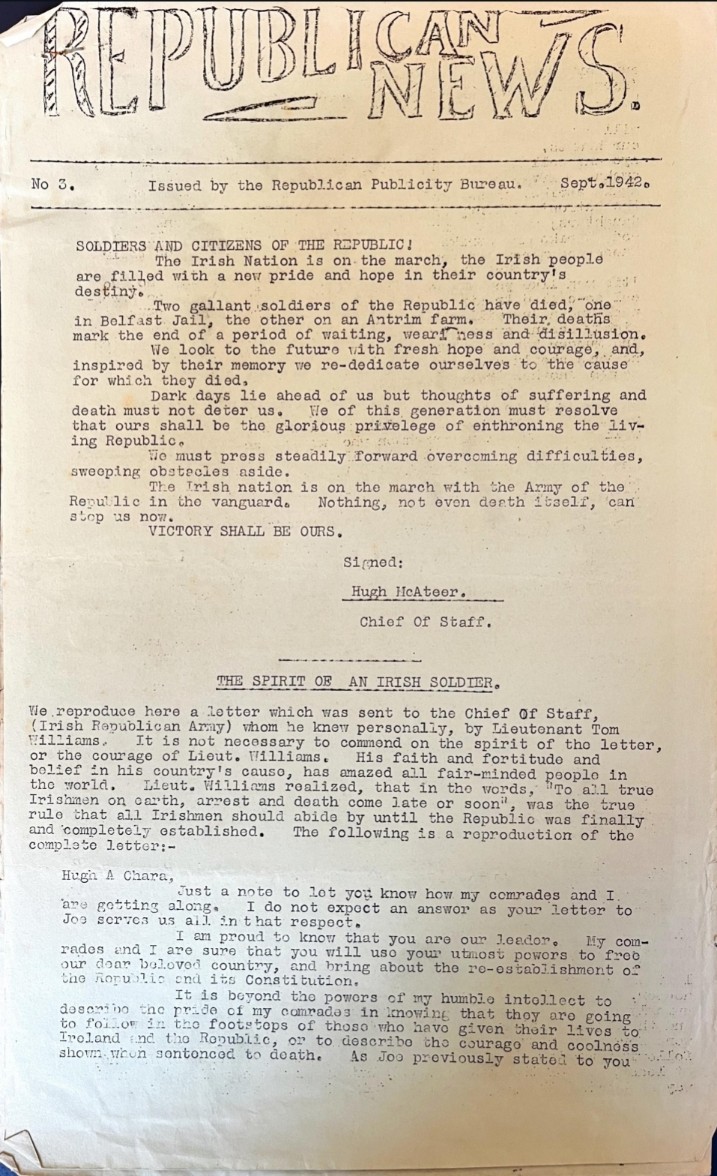 REPUBLICAN
NEWS.
No 3. Issued by the Republican Publicity Bureau. Sept.1942.
SOLDIERS AND CITIZENS OF THE REPUBLIC!
The Irish Nation is on the march, the Irish people
are filled with a new pride and hope in their country's
destiny.
Two gallant soldiers of the Republic have died, one
in Belfast Jail, the other on an Antrim farm. Their deaths
mark the end of a period of waiting, weariness and disillusion.
We look to the future with fresh hope and courage, and,
inspired by their memory we re-dedicate ourselves to the cause
for which they died.
Dark days lie ahead of us but thoughts of suffering and
death must not deter us. We of this generation must resolve
that ours shall be the glorious privelege of enthroning the liv-
ing Republic.
We must press steadily forward overcoming difficulties,
sweeping obstacles aside.
The Irish nation is on the march with the Army of the
Republic in the vanguard. Nothing, not even death itself, can
stop us now.
VICTORY SHALL BE OURS.
Signed:
Hugh McAteer.
Chief Of Staff.
THE SPIRIT OF AN IRISH SOLDIER.
We reproduce here a letter which was sent to the Chief Of Staff,
(Irish Republican Army) whom he knew personally, by Lieutenant Tom
Williams. It is not necessary to commend on the spirit of the letter,
or the courage of Lieut. Williams. His faith and fortitude and
belief in his country's cause, has amazed all fair-minded people in
the world. Lieut. Williams realized, that in the words, "To all true
Irishmen on earth, arrest and death come late or soon", was the true
rule that all Irishmen should abide by until the Republic was finally
and completely established. The following is a reproduction of the
complete letter:-
Hugh A Chara,
Just a note to let you know how my comrades and I
are getting along. I do not expect an answer as your letter to
Joe serves us all in that respect.
I am proud to know that you are our leader. My com-
rades and I are sure that you will use your utmost powers to free
our dear beloved country, and bring about the re-establishment of
the Republic and its Constitution.
It is beyond the powers of my humble intellect to
describe the pride of my comrades in knowing that they are going
to follow in the footsteps of those who have given their lives to
Ireland and the Republic, or to describe the courage and coolness
shown when sentenced to death. As Joe previously stated to you